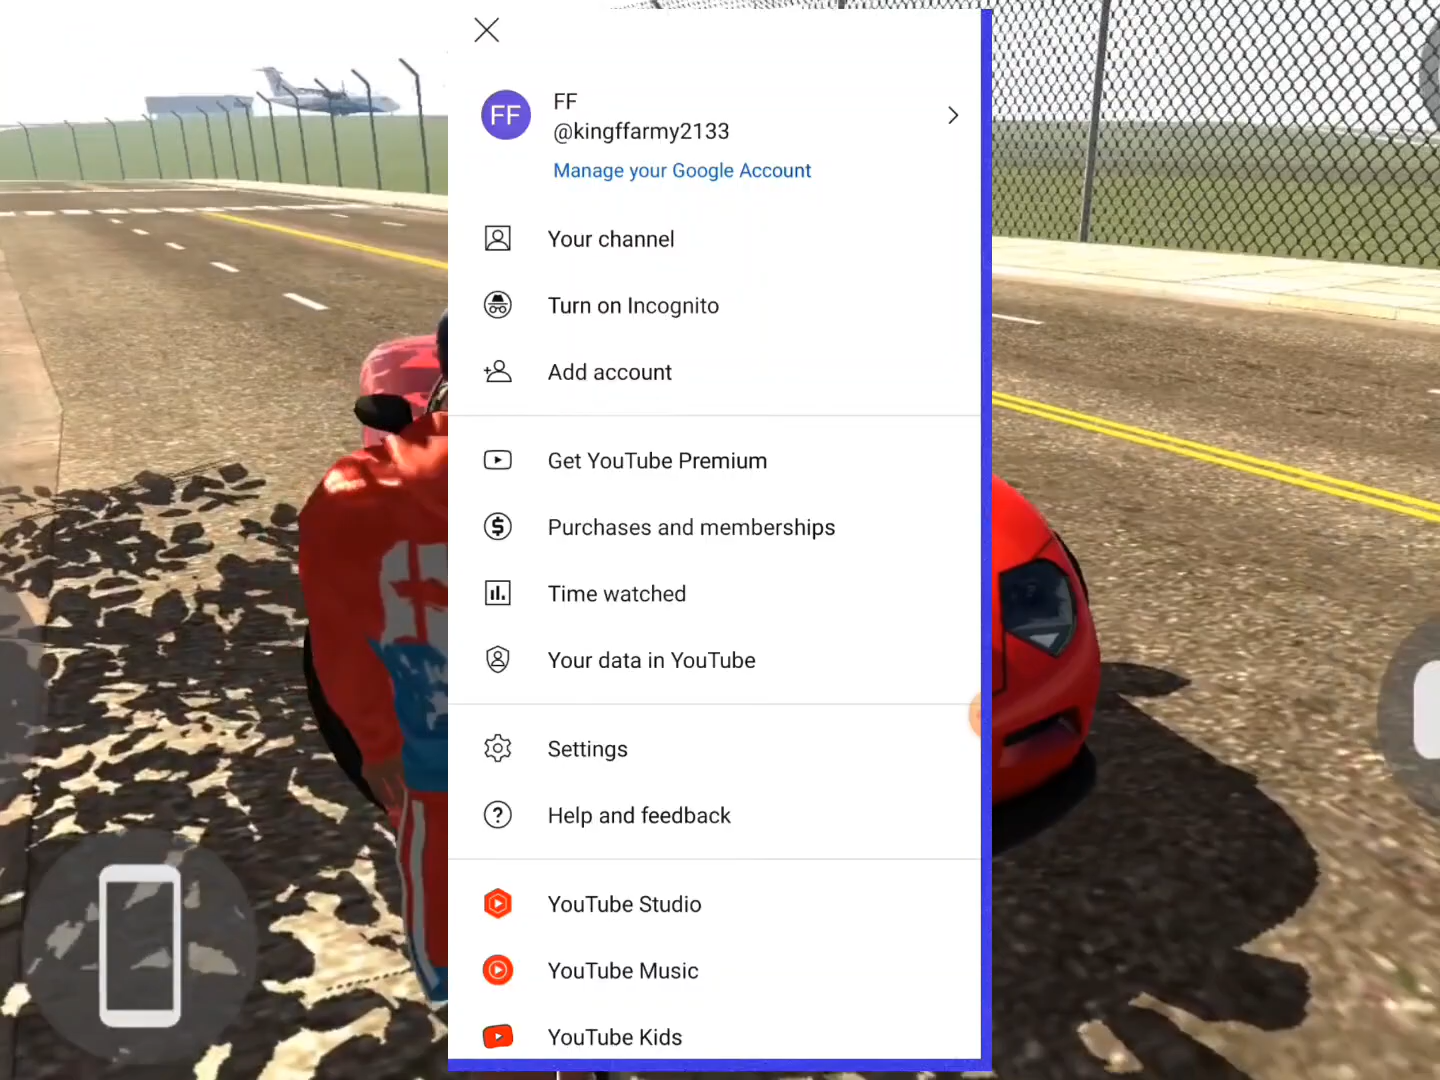 FF
FF
@kingffarmy2133
Manage your Google Account
Your channel
Turn on Incognito
Add account
Get YouTube Premium
Purchases and memberships
Time watched
Your data in YouTube
Settings
Help and feedback
YouTube Studio
YouTube Music
YouTube Kids